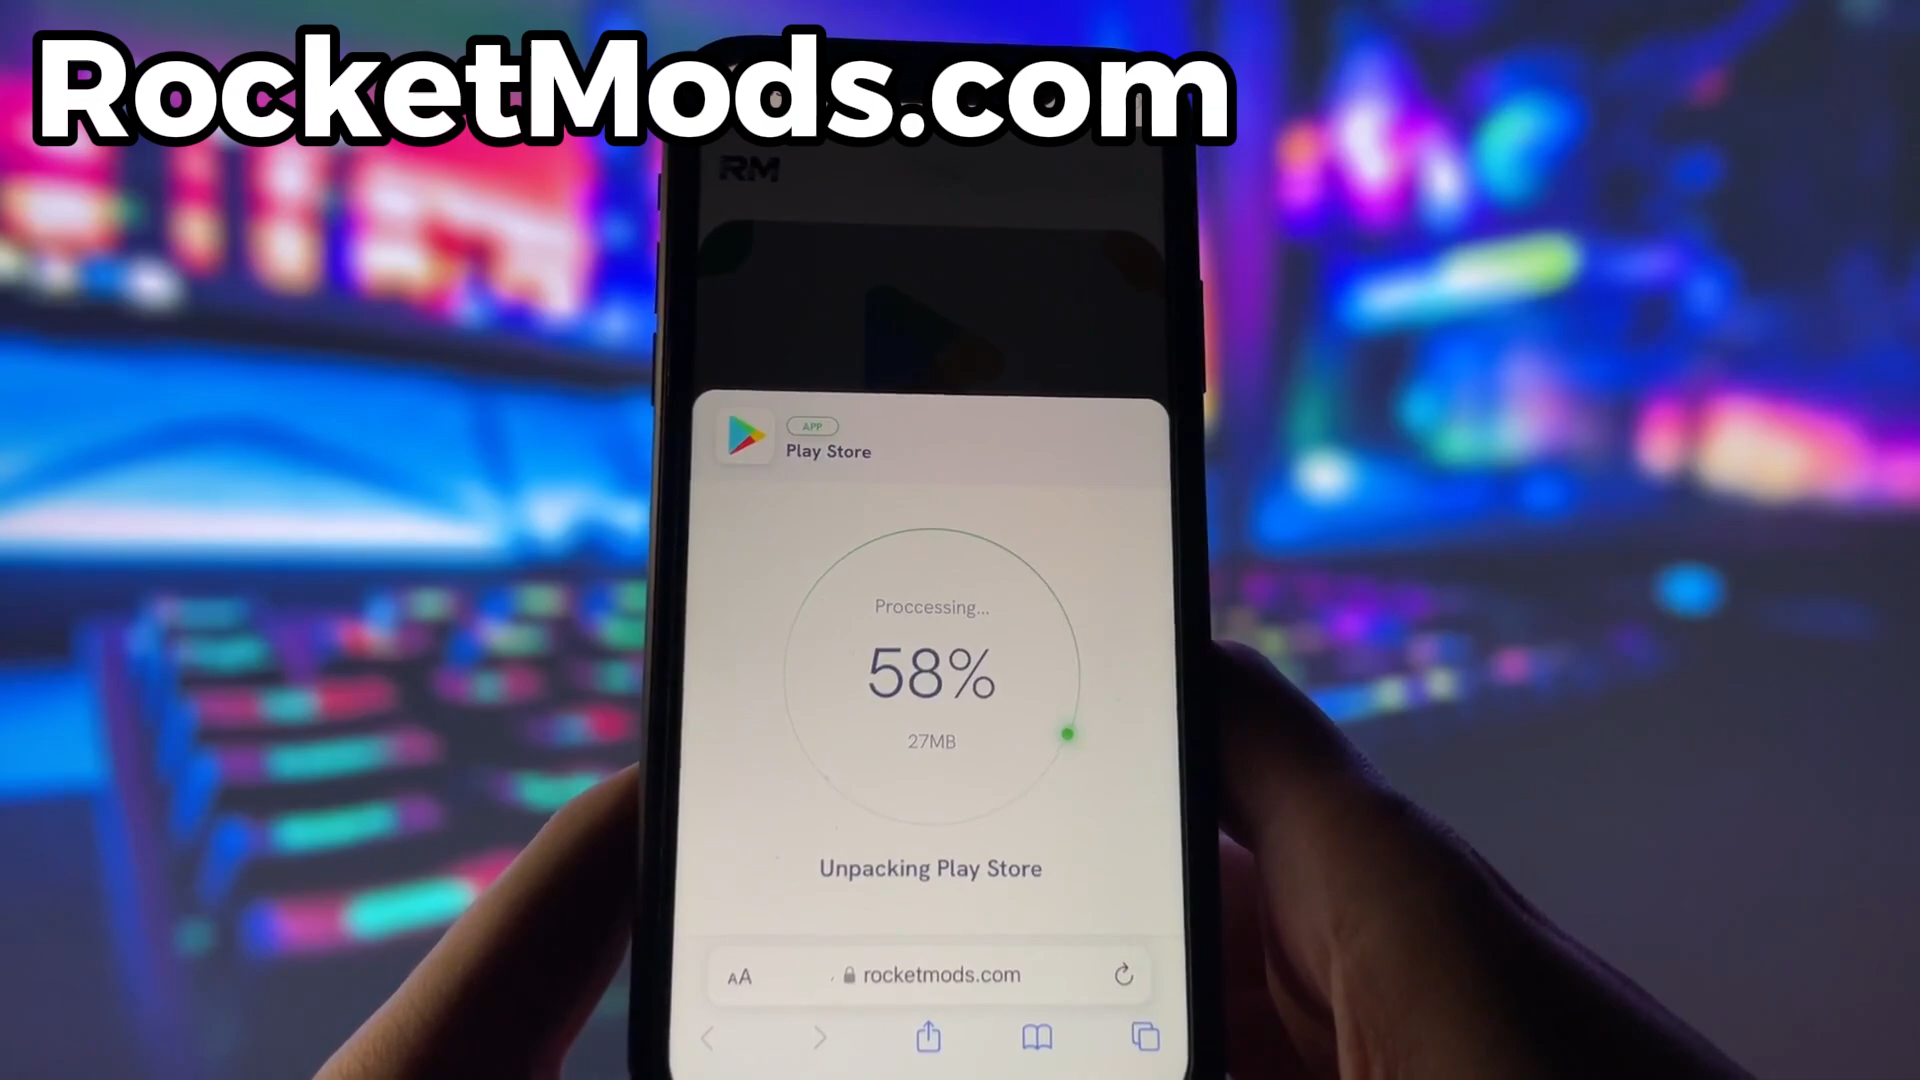 RocketMods.com
RM
APP
Play Store
Proccessing...
58%
27MB
Unpacking Play Store
AA
rocketmods.com